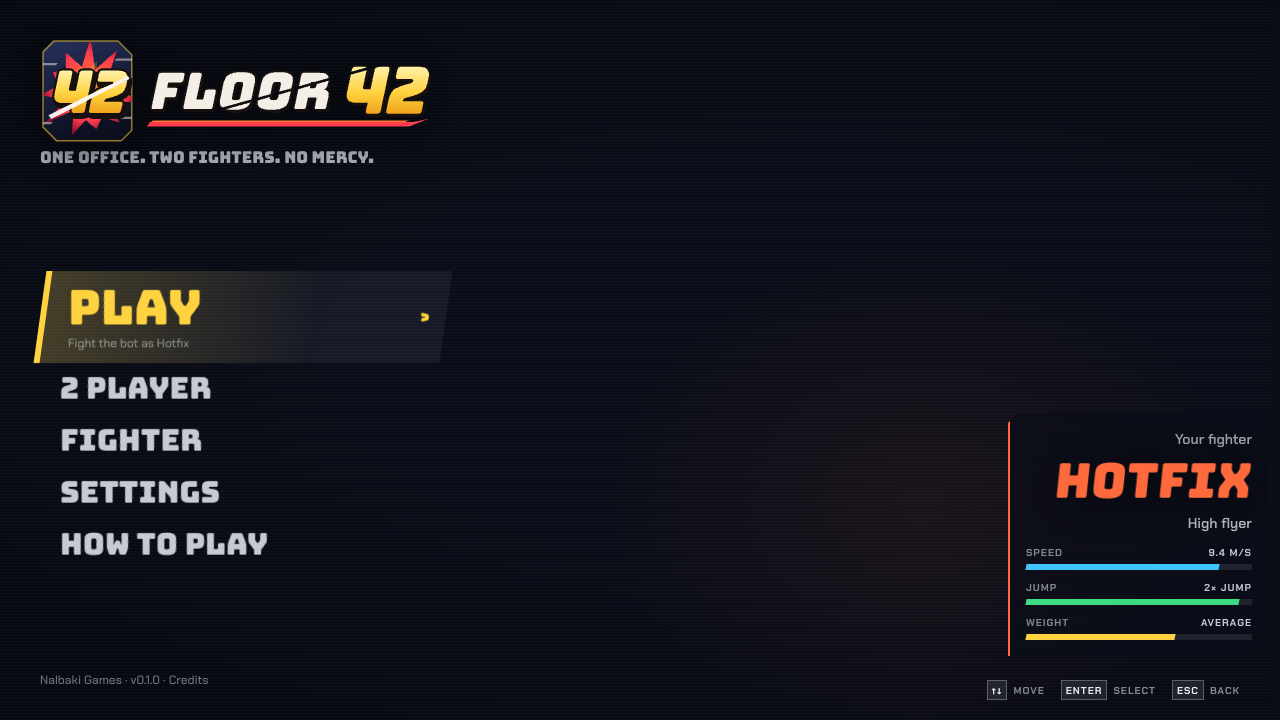 42 FLOOR 42
ONE OFFICE. TWO FIGHTERS. NO MERCY.
PLAY >
Fight the bot as Hotfix
2 PLAYER
FIGHTER
SETTINGS
HOW TO PLAY
Your fighter
HOTFIX
High flyer
SPEED 9.4 M/S
JUMP 2× JUMP
WEIGHT AVERAGE
Nalbaki Games · v0.1.0 · Credits
↑↓ MOVE ENTER SELECT ESC BACK